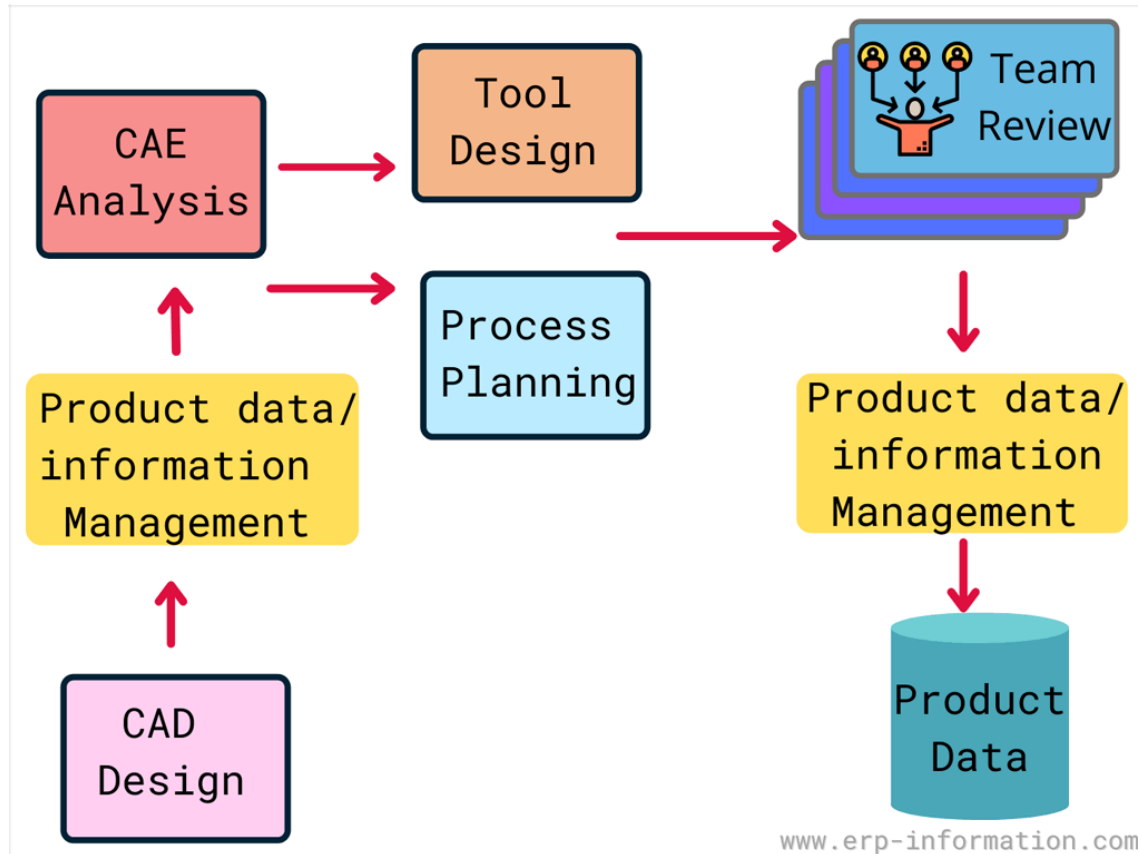 CAE
Analysis
Tool
Design
Team
Review
Process
Planning
Product data/
information
Management
Product data/
information
Management
CAD
Design
Product
Data
www.erp-information.com